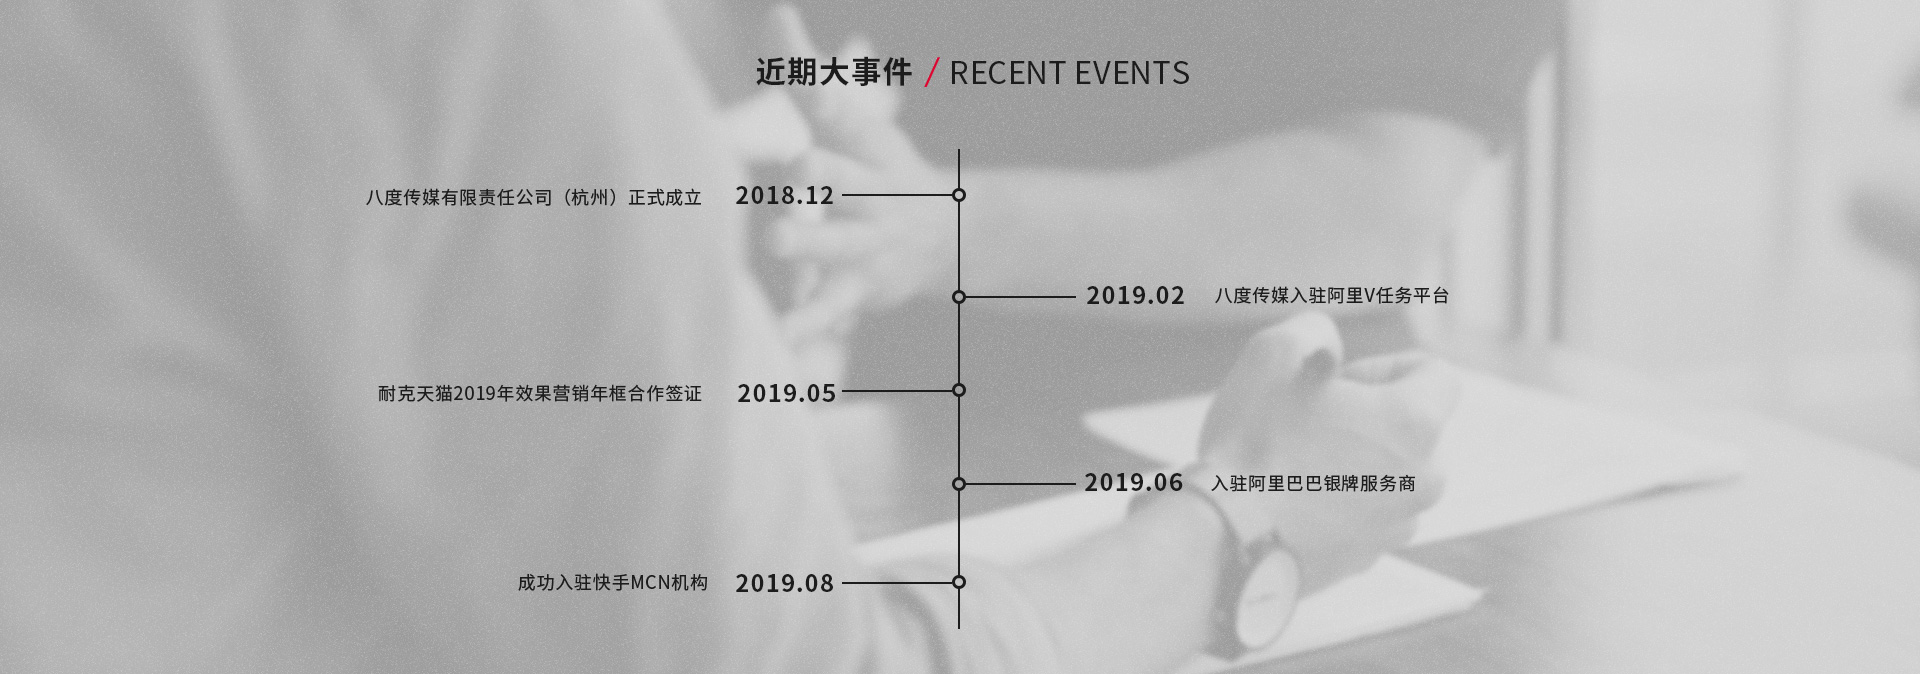 近期大事件 / RECENT EVENTS
八度传媒有限责任公司（杭州）正式成立 2018.12
2019.02 八度传媒入驻阿里V任务平台
耐克天猫2019年效果营销年框合作签证 2019.05
2019.06 入驻阿里巴巴银牌服务商
成功入驻快手MCN机构 2019.08